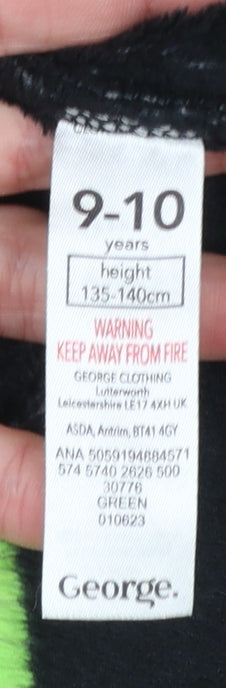 9-10
years
height
135-140cm
WARNING
KEEP AWAY FROM FIRE
GEORGE CLOTHING
Lutterworth
Leicestershire LE17 4XH UK
ASDA, Antrim, BT41 4GY
ANA 5059194884571
574 5740 2626 500
30776
GREEN
010623
George.